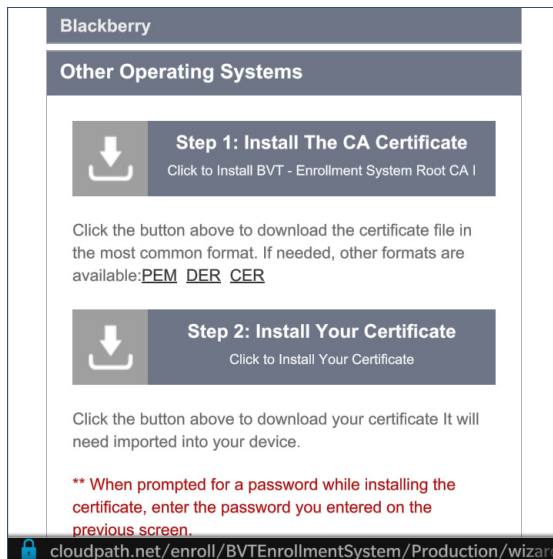 Blackberry
Other Operating Systems
Step 1: Install The CA Certificate
Click to Install BVT - Enrollment System Root CA I
Click the button above to download the certificate file in
the most common format. If needed, other formats are
available:PEM DER CER
Step 2: Install Your Certificate
Click to Install Your Certificate
Click the button above to download your certificate It will
need imported into your device.
** When prompted for a password while installing the
certificate, enter the password you entered on the
previous screen.
cloudpath.net/enroll/BVTEnrollmentSystem/Production/wizard